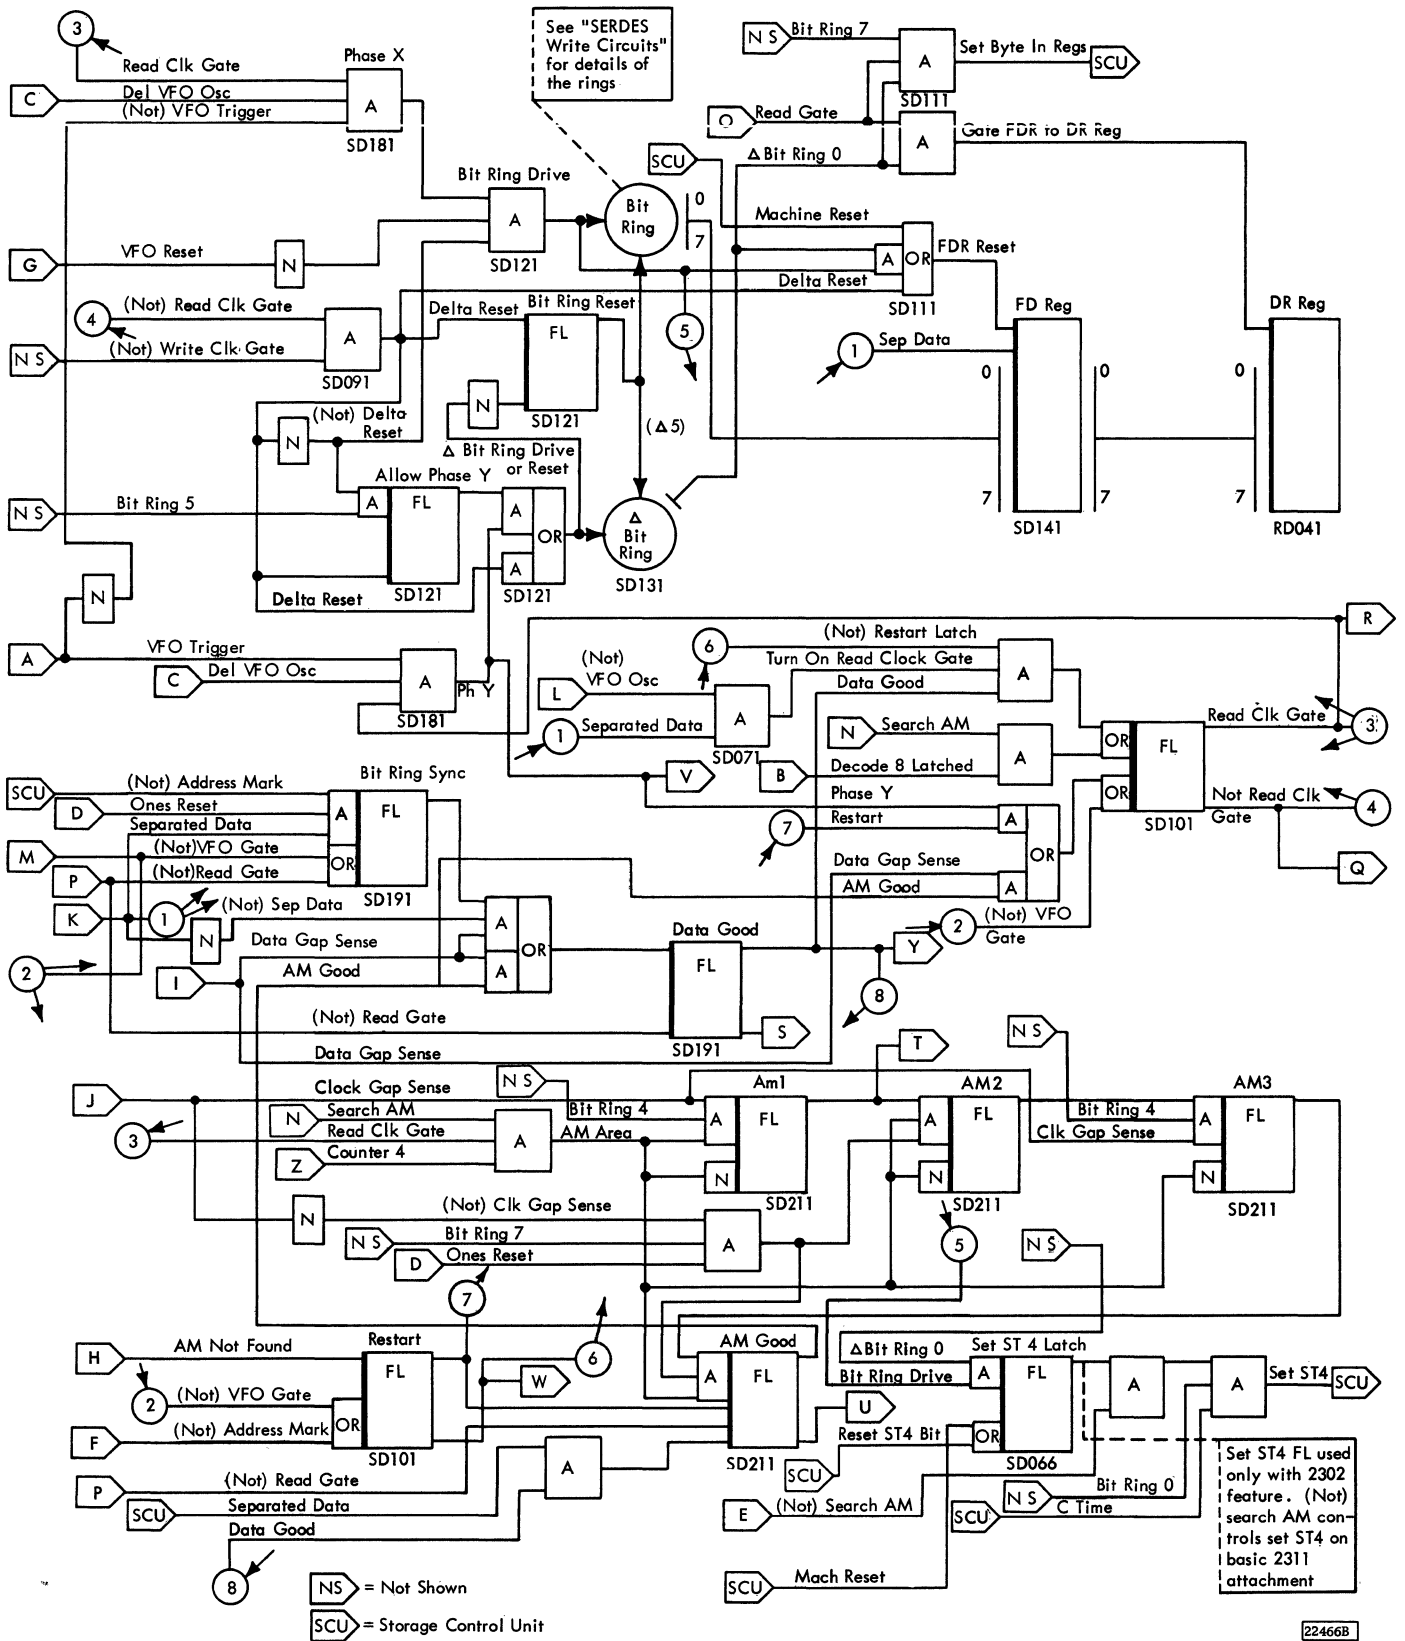 3
Read Clk Gate
C
Del VFO Osc
(Not) VFO Trigger
Phase X
A
SD181
See "SERDES
Write Circuits"
for details of
the rings
NS
Bit Ring 7
A
SD111
Set Byte In Regs
SCU
O
Read Gate
A
Gate FDR to DR Reg
Δ Bit Ring 0
SCU
Bit Ring Drive
A
SD121
Bit
Ring
0
7
Machine Reset
A
OR
FDR Reset
SD111
Delta Reset
G
VFO Reset
N
4
(Not) Read Clk Gate
NS
(Not) Write Clk Gate
A
SD091
Delta Reset
Bit Ring Reset
FL
SD121
N
5
1
Sep Data
FD Reg
0
7
SD141
0
7
DR Reg
0
7
RD041
N
(Not) Delta
Reset
Δ Bit Ring Drive
or Reset
(Δ5)
Allow Phase Y
NS
Bit Ring 5
A
FL
SD121
A
OR
A
SD121
Δ
Bit
Ring
SD131
Delta Reset
N
A
VFO Trigger
C
Del VFO Osc
A
Ph Y
SD181
R
6
(Not) Restart Latch
(Not)
VFO Osc
L
Turn On Read Clock Gate
Data Good
A
1
Separated Data
A
SD071
N
Search AM
B
Decode 8 Latched
A
OR
OR
FL
SD101
Read Clk Gate
3
Not Read Clk
Gate
4
Q
V
Phase Y
7
Restart
A
OR
Data Gap Sense
AM Good
A
2
(Not) VFO
Gate
Bit Ring Sync
SCU
(Not) Address Mark
D
Ones Reset
Separated Data
M
(Not)VFO Gate
P
(Not)Read Gate
A
OR
FL
SD191
K
1
(Not) Sep Data
N
Data Gap Sense
2
I
AM Good
A
A
OR
Data Good
FL
SD191
Y
8
S
(Not) Read Gate
Data Gap Sense
T
NS
J
Clock Gap Sense
NS
Bit Ring 4
N
Search AM
3
Read Clk Gate
Z
Counter 4
A
AM Area
Am1
A
FL
N
SD211
AM2
A
FL
N
SD211
Bit Ring 4
Clk Gap Sense
AM3
A
FL
N
SD211
N
(Not) Clk Gap Sense
NS
Bit Ring 7
D
Ones Reset
A
5
NS
7
H
AM Not Found
2
(Not) VFO Gate
F
(Not) Address Mark
Restart
FL
OR
SD101
6
W
AM Good
A
FL
SD211
U
Δ Bit Ring 0
Bit Ring Drive
Set ST 4 Latch
A
FL
OR
SD066
A
A
Set ST4
SCU
Reset ST4 Bit
SCU
P
(Not) Read Gate
SCU
Separated Data
Data Good
A
8
E
(Not) Search AM
NS
Bit Ring 0
SCU
C Time
SCU
Mach Reset
Set ST4 FL used
only with 2302
feature. (Not)
search AM con-
trols set ST4 on
basic 2311
attachment
NS = Not Shown
SCU = Storage Control Unit
22466B